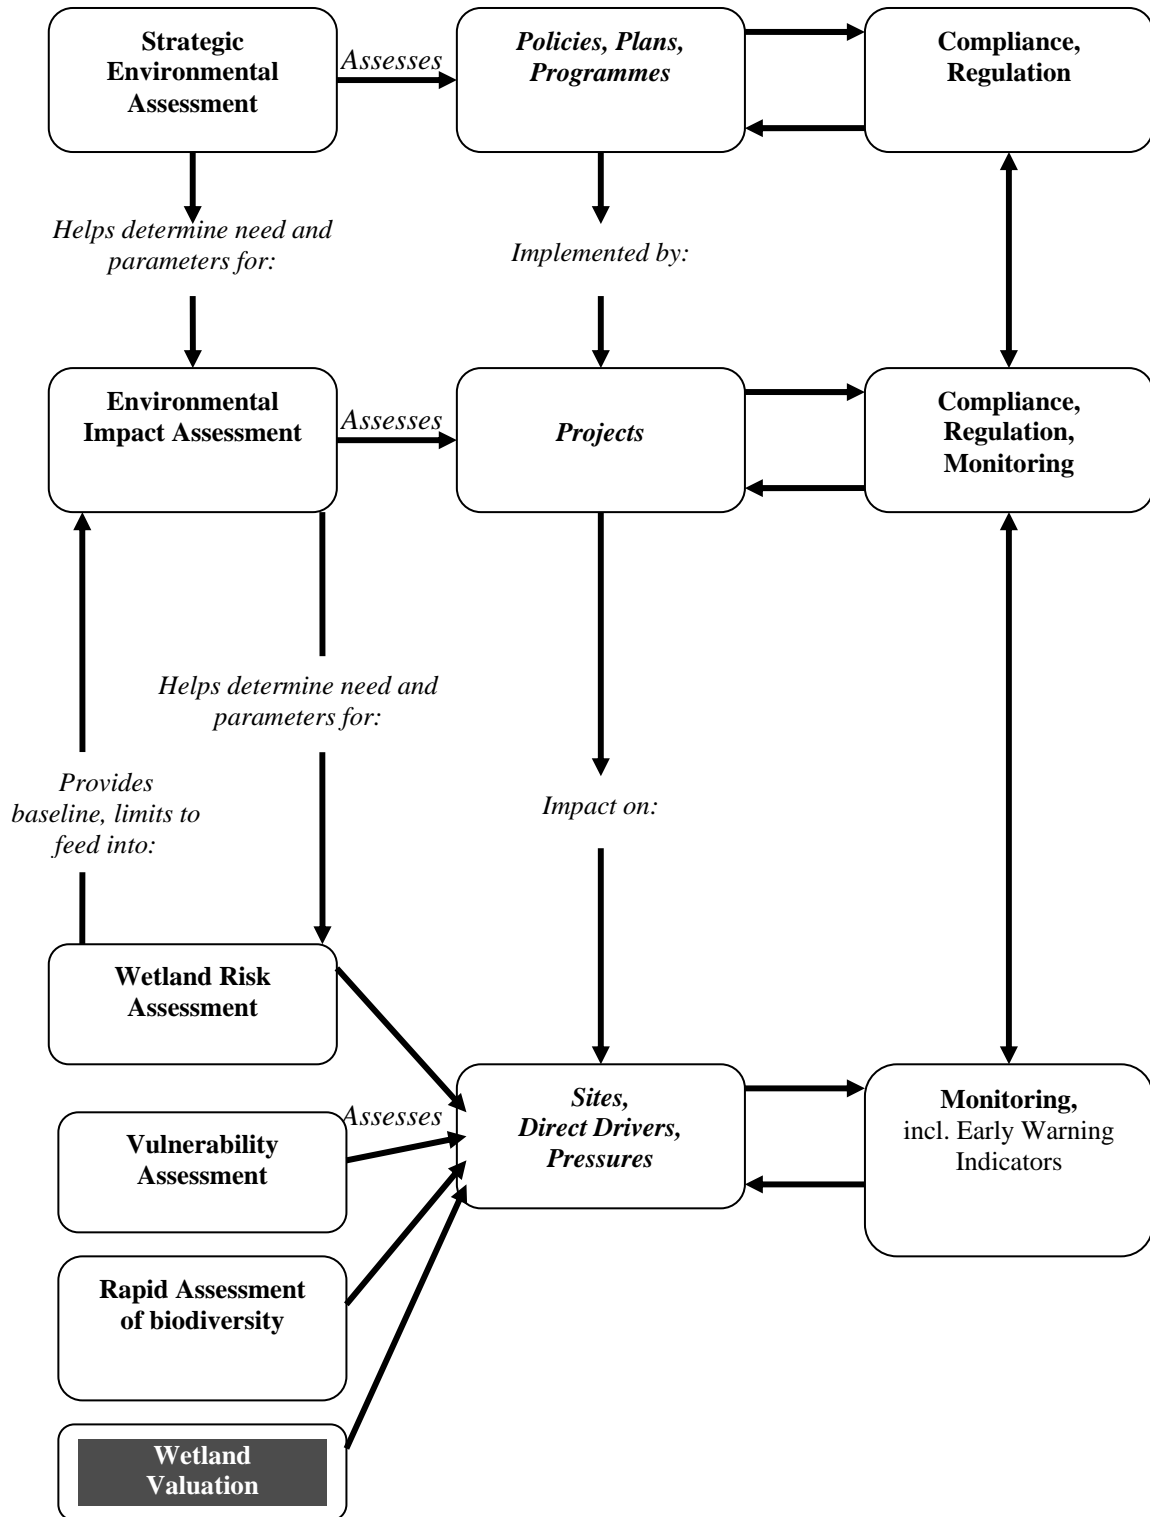 Strategic
Environmental
Assessment
Assesses
Policies, Plans,
Programmes
Compliance,
Regulation
Helps determine need and
parameters for:
Implemented by:
Environmental
Impact Assessment
Assesses
Projects
Compliance,
Regulation,
Monitoring
Helps determine need and
parameters for:
Provides
baseline, limits to
feed into:
Impact on:
Wetland Risk
Assessment
Assesses
Vulnerability
Assessment
Sites,
Direct Drivers,
Pressures
Monitoring,
incl. Early Warning
Indicators
Rapid Assessment
of biodiversity
Wetland
Valuation